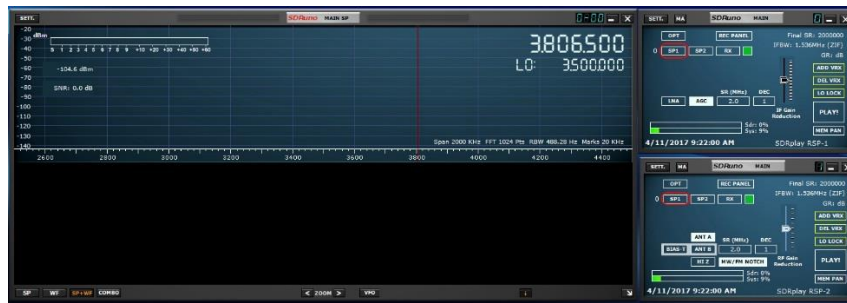 SETT. SDRuno MAIN SP 0-00 - X
-20 dBm
-30 S 1 2 3 4 5 6 7 8 9 +10 +20 +30 +40 +50 +60 3.806.500
-40
-50 LO: 3.500.000
-60
-70 -104.6 dBm
-80
-90 SNR: 0.0 dB
-100
-110
-120
-130
-140 Span 2000 KHz FFT 1024 Pts RBW 488.28 Hz Marks 20 KHz
2600 2800 3000 3200 3400 3600 3800 4000 4200 4400
SP WF SP+WF COMBO < ZOOM > VFO i
SETT. MA SDRuno MAIN 0 - X
OPT REC PANEL Final SR: 2000000
0 SP1 SP2 RX IFBW: 1.536MHz (ZIF)
GR: dB
ADD VRX
DEL VRX
SR (MHz) DEC LO LOCK
LNA AGC 2.0 1
IF Gain Reduction PLAY!
Sdr: 0%
Sys: 9% MEM PAN
4/11/2017 9:22:00 AM SDRplay RSP-1
SETT. MA SDRuno MAIN - X
OPT REC PANEL Final SR: 2000000
0 SP1 SP2 RX IFBW: 1.536MHz (ZIF)
GR: dB
ADD VRX
DEL VRX
ANT A SR (MHz) DEC LO LOCK
BIAS-T ANT B 2.0 1
HI Z MW/FM NOTCH RF Gain Reduction PLAY!
Sdr: 0%
Sys: 9% MEM PAN
4/11/2017 9:22:00 AM SDRplay RSP-2